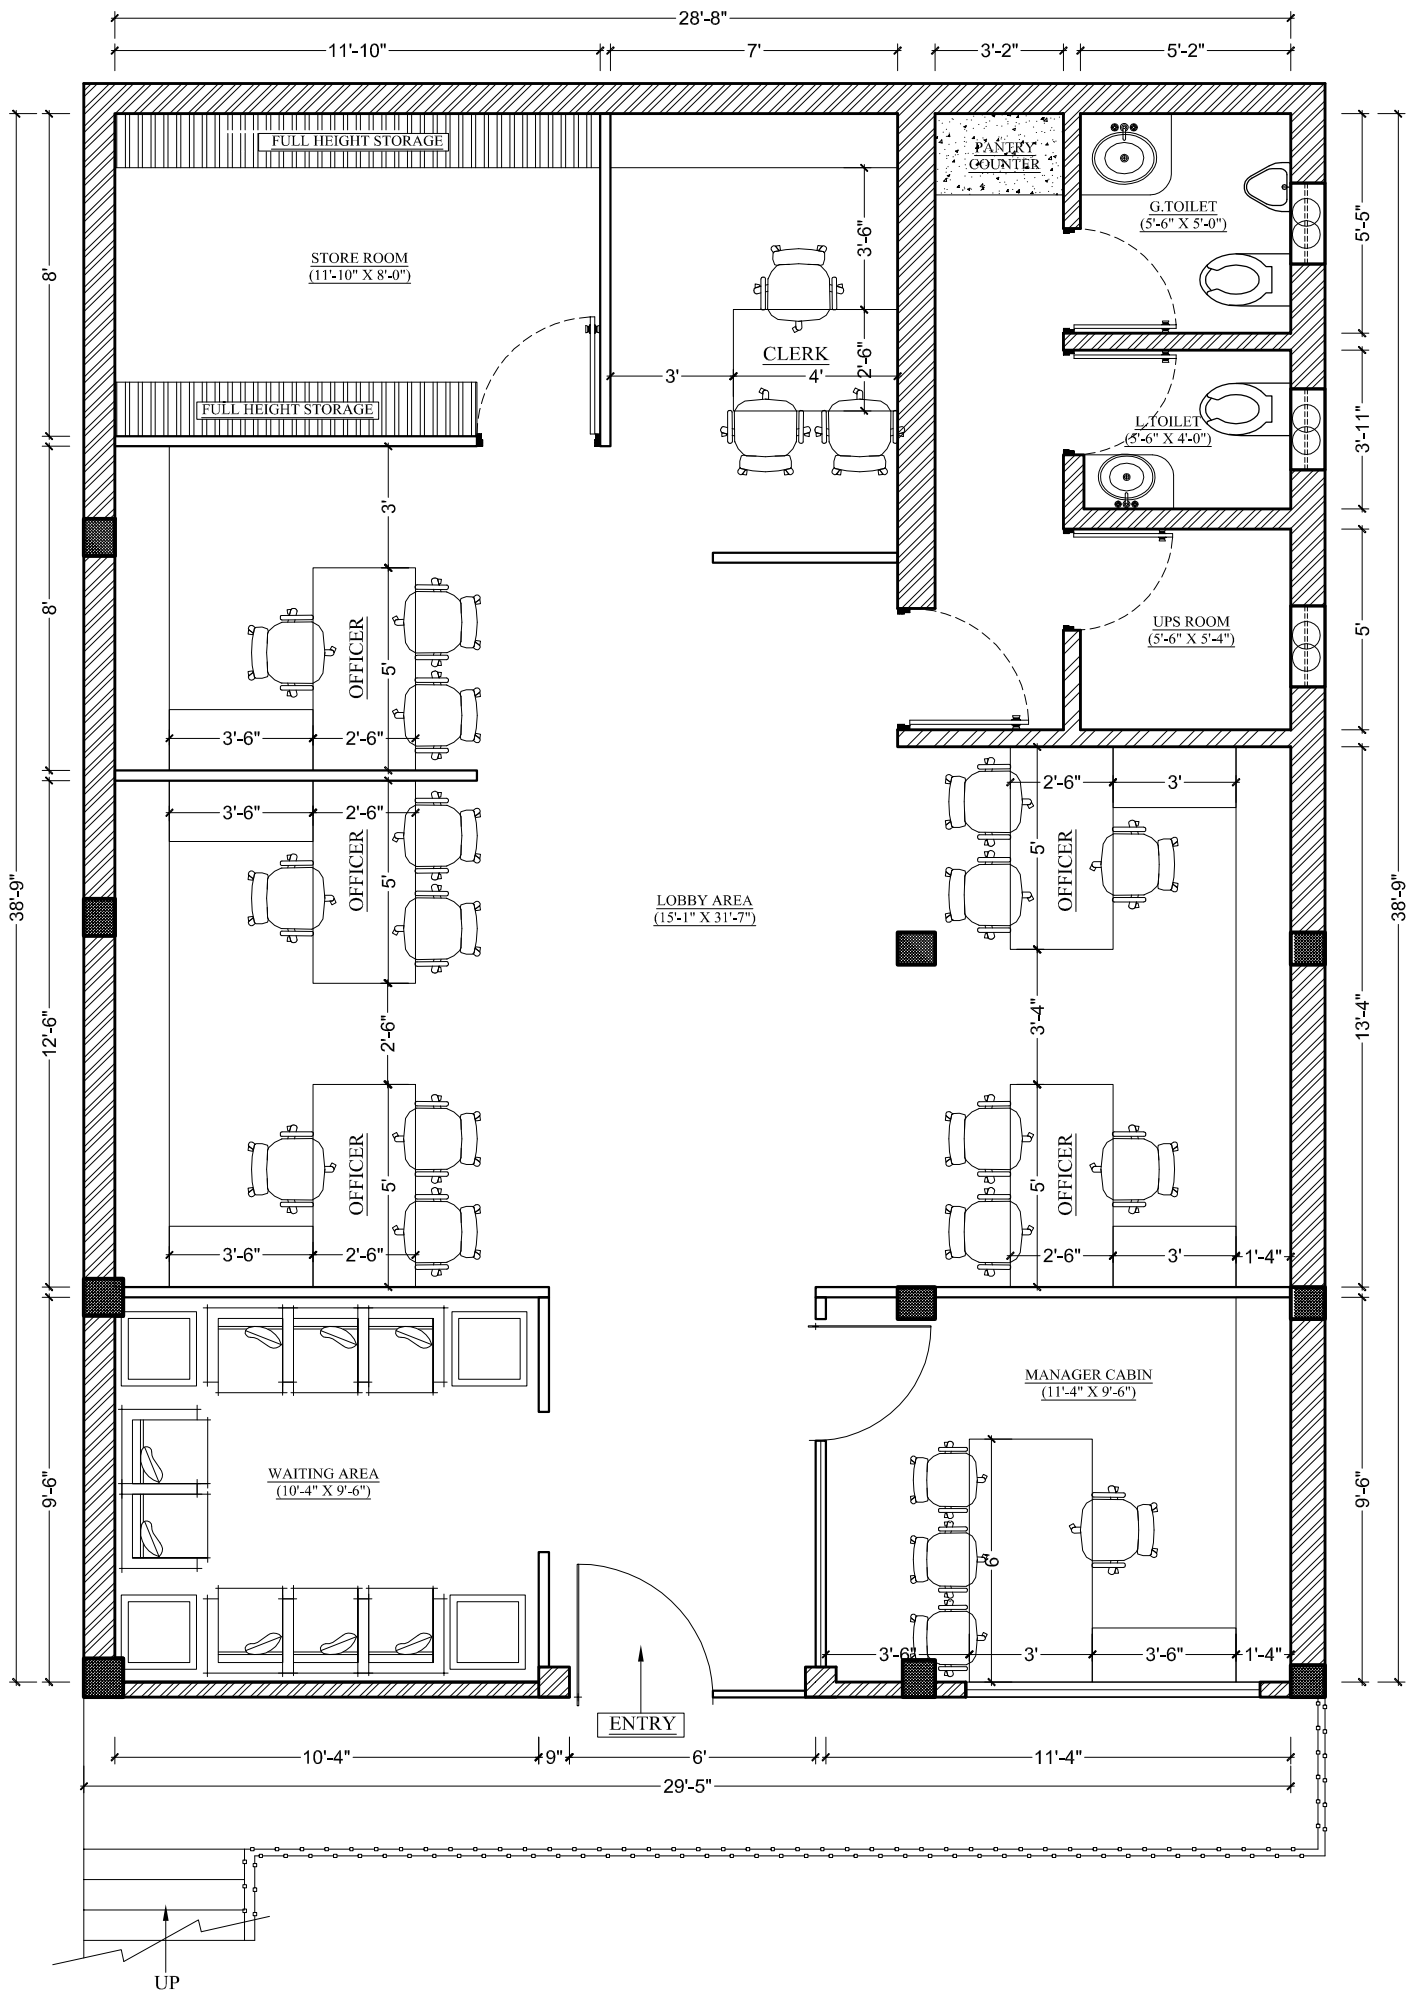 28'-8"
11'-10"
7'
3'-2"
5'-2"
FULL HEIGHT STORAGE
PANTRY
COUNTER
G.TOILET
(5'-6" X 5'-0")
5'-5"
3'-6"
STORE ROOM
(11'-10" X 8'-0")
8'
CLERK
2'-6"
3'
4'
FULL HEIGHT STORAGE
L.TOILET
(5'-6" X 4'-0")
3'-11"
3'
8'
OFFICER
5'
UPS ROOM
(5'-6" X 5'-4")
5'
3'-6"
2'-6"
3'-6"
2'-6"
2'-6"
3'
OFFICER
5'
5'
OFFICER
38'-9"
LOBBY AREA
(15'-1" X 31'-7")
38'-9"
12'-6"
2'-6"
3'-4"
13'-4"
OFFICER
5'
5'
OFFICER
3'-6"
2'-6"
2'-6"
3'
1'-4"
MANAGER CABIN
(11'-4" X 9'-6")
9'-6"
WAITING AREA
(10'-4" X 9'-6")
9'-6"
6'
3'-6"
3'
3'-6"
1'-4"
ENTRY
10'-4"
9"
6'
11'-4"
29'-5"
UP